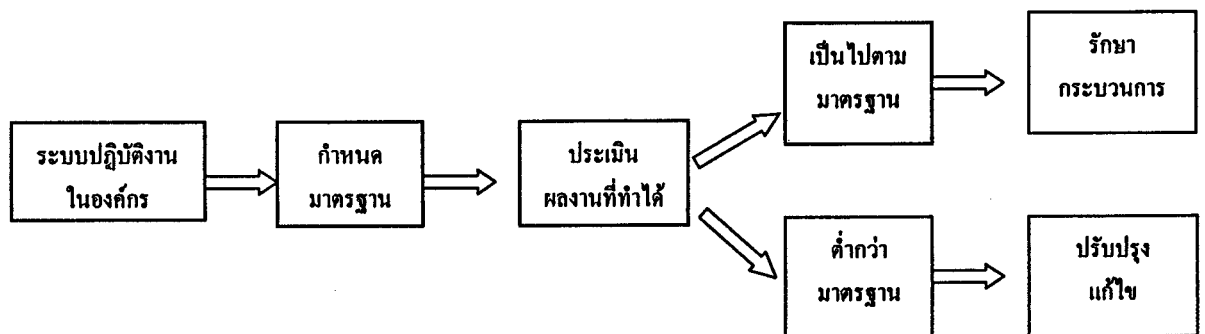 ระบบปฏิบัติงาน
ในองค์กร
กำหนด
มาตรฐาน
ประเมิน
ผลงานที่ทำได้
เป็นไปตาม
มาตรฐาน
รักษา
กระบวนการ
ต่ำกว่า
มาตรฐาน
ปรับปรุง
แก้ไข